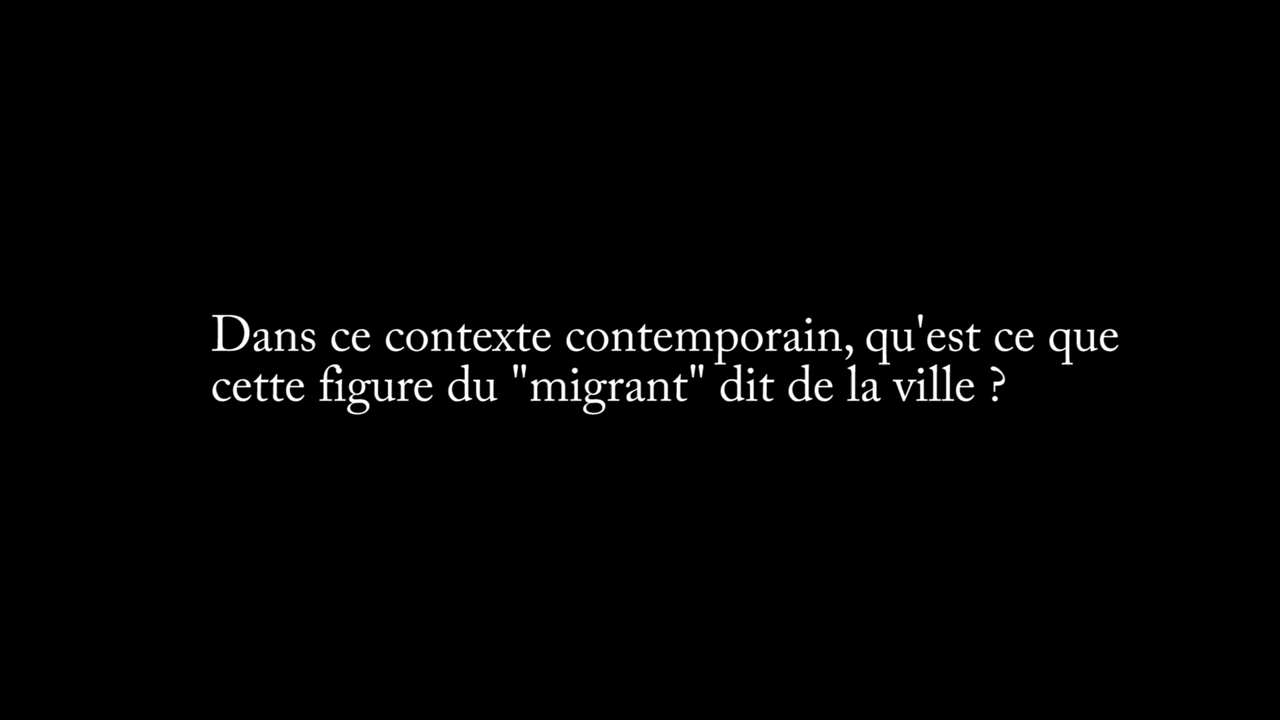 Dans ce contexte contemporain, qu'est ce que
cette figure du "migrant" dit de la ville ?